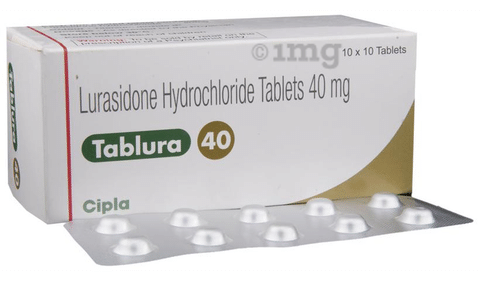 1mg
10 x 10 Tablets
Lurasidone Hydrochloride Tablets 40 mg
Tablura 40
Cipla